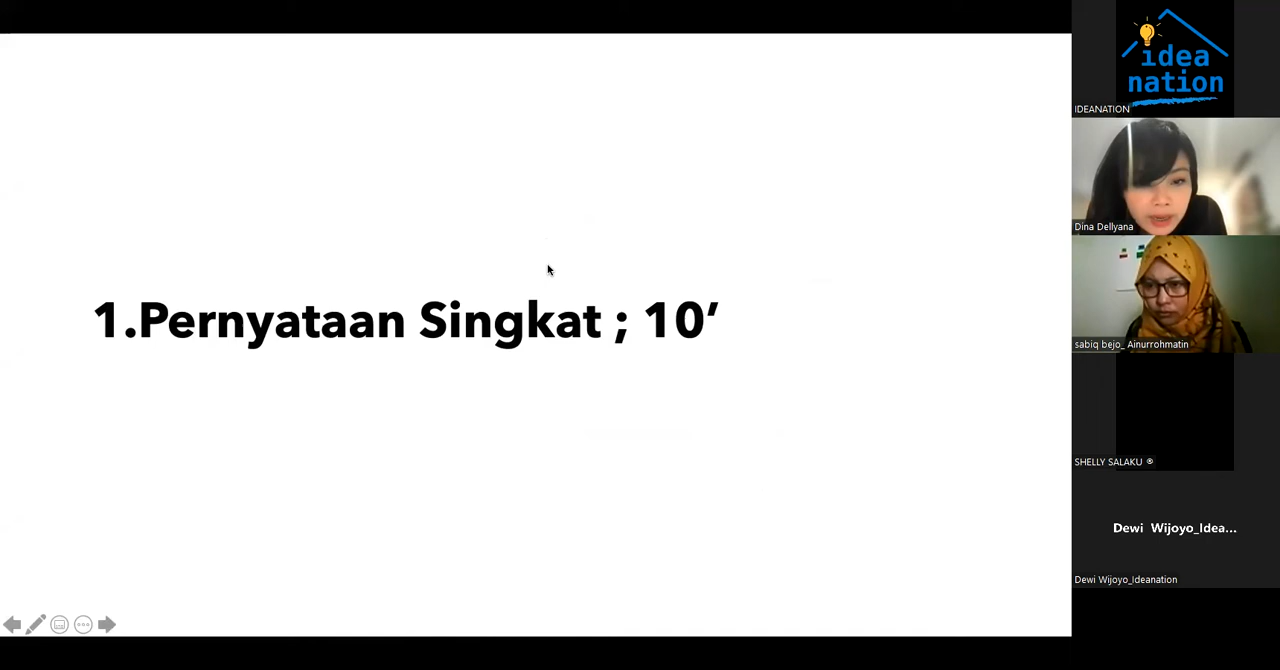 1.Pernyataan Singkat ; 10’
idea
nation
IDEANATION
Dina Dellyana
sabiq bejo_ Ainurrohmatin
SHELLY SALAKU ®
Dewi Wijoyo_Idea...
Dewi Wijoyo_Ideanation